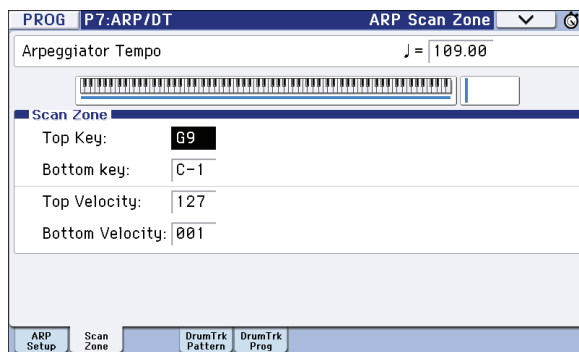 PROG P7:ARP/DT ARP Scan Zone
Arpeggiator Tempo ♩= 109.00
Scan Zone
Top Key: G9
Bottom key: C-1
Top Velocity: 127
Bottom Velocity: 001
ARP Setup Scan Zone DrumTrk Pattern DrumTrk Prog